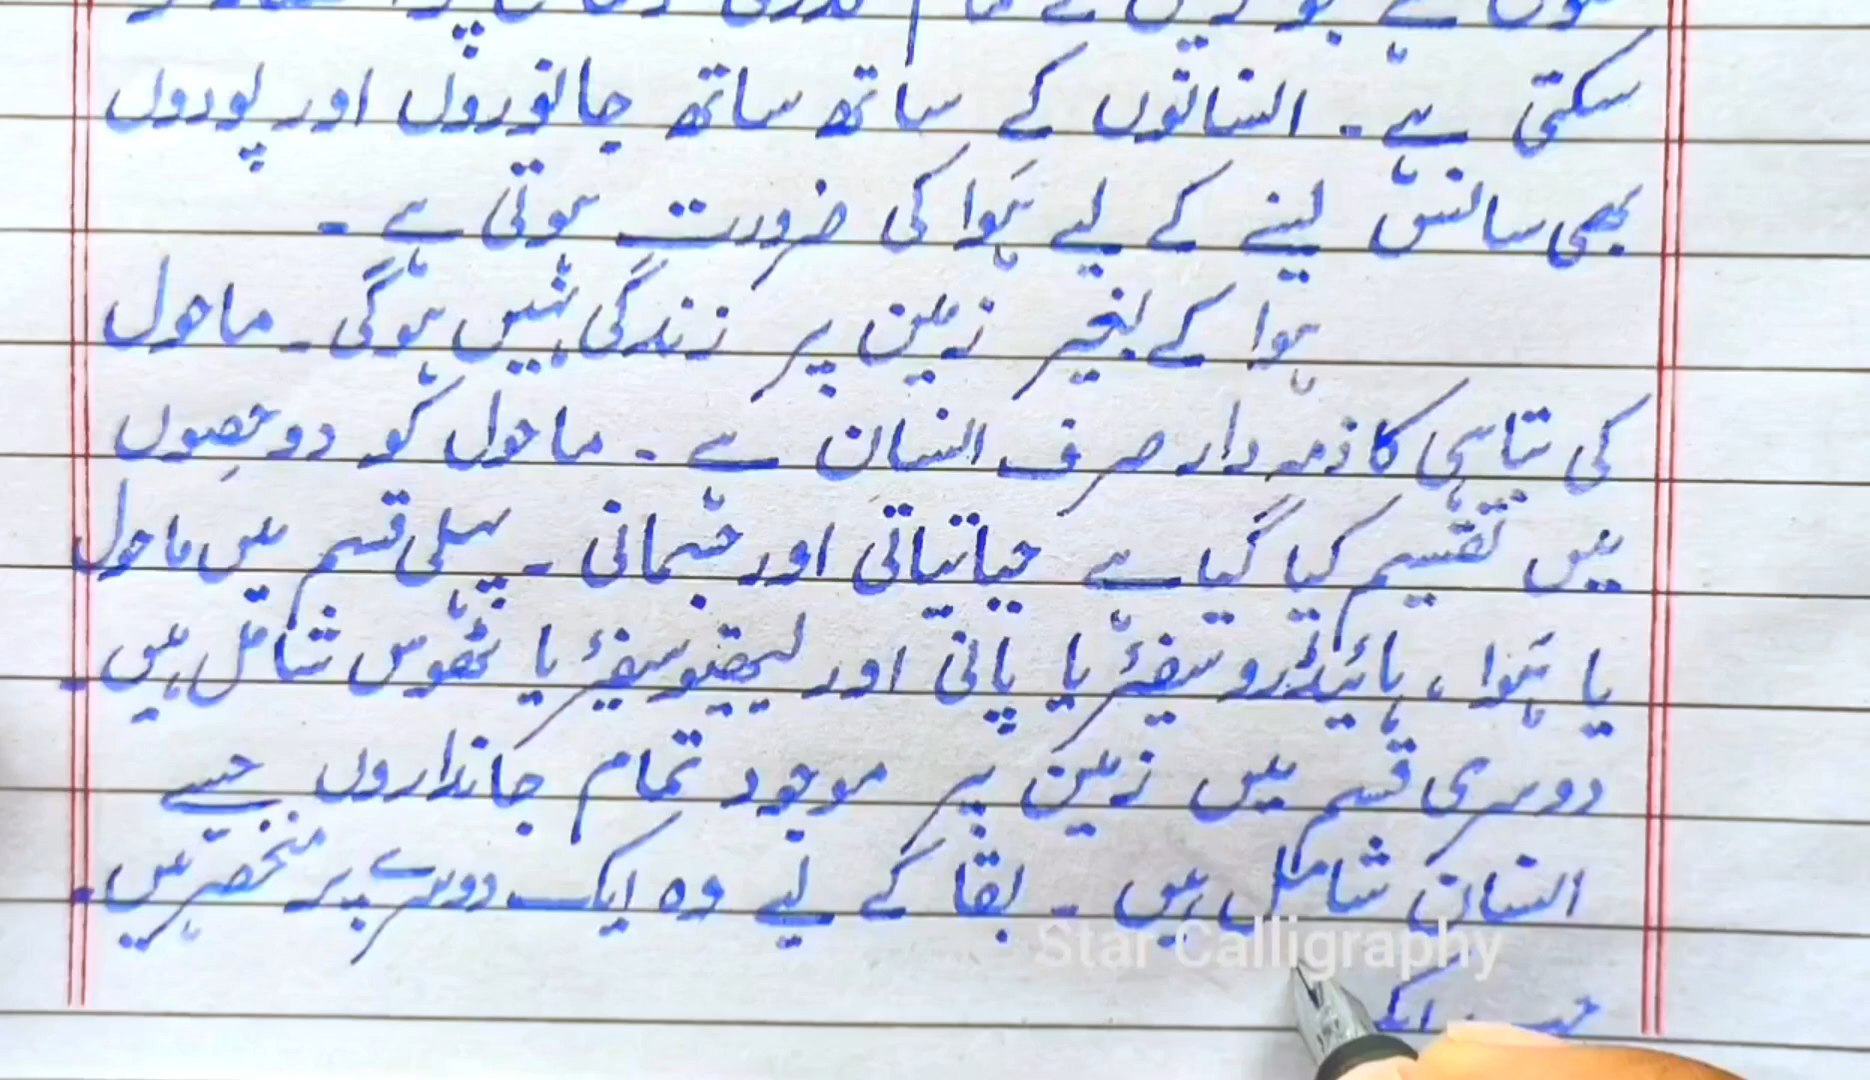 سکتی ہے ۔ انسانوں کے ساتھ ساتھ جانوروں اور پودوں
بھی سانس لینے کے لیے ہَوا کی ضرورت ہوتی ہے ۔
ہوا کے بغیر زمین پر زندگی نہیں ہوگی ۔ ماحول
کی تباہی کا ذمہ دار صرف انسان ہے ۔ ماحول کو دو حِصوں
میں تقسیم کیا گیا ہے حیاتیاتی اور جسمانی ۔ پہلی قسم میں ماحول
یا ہَوا ، ہائیڈروسفیئر یا پانی اور لیتھوسفیئر یا ٹھوس شامل ہیں ۔
دوسری قسم میں زمین پر موجود تمام جانداروں جیسے
انسان شامل ہیں ۔ بقا کے لیے وہ ایک دوسرے پر منحصر ہیں ۔
Star Calligraphy